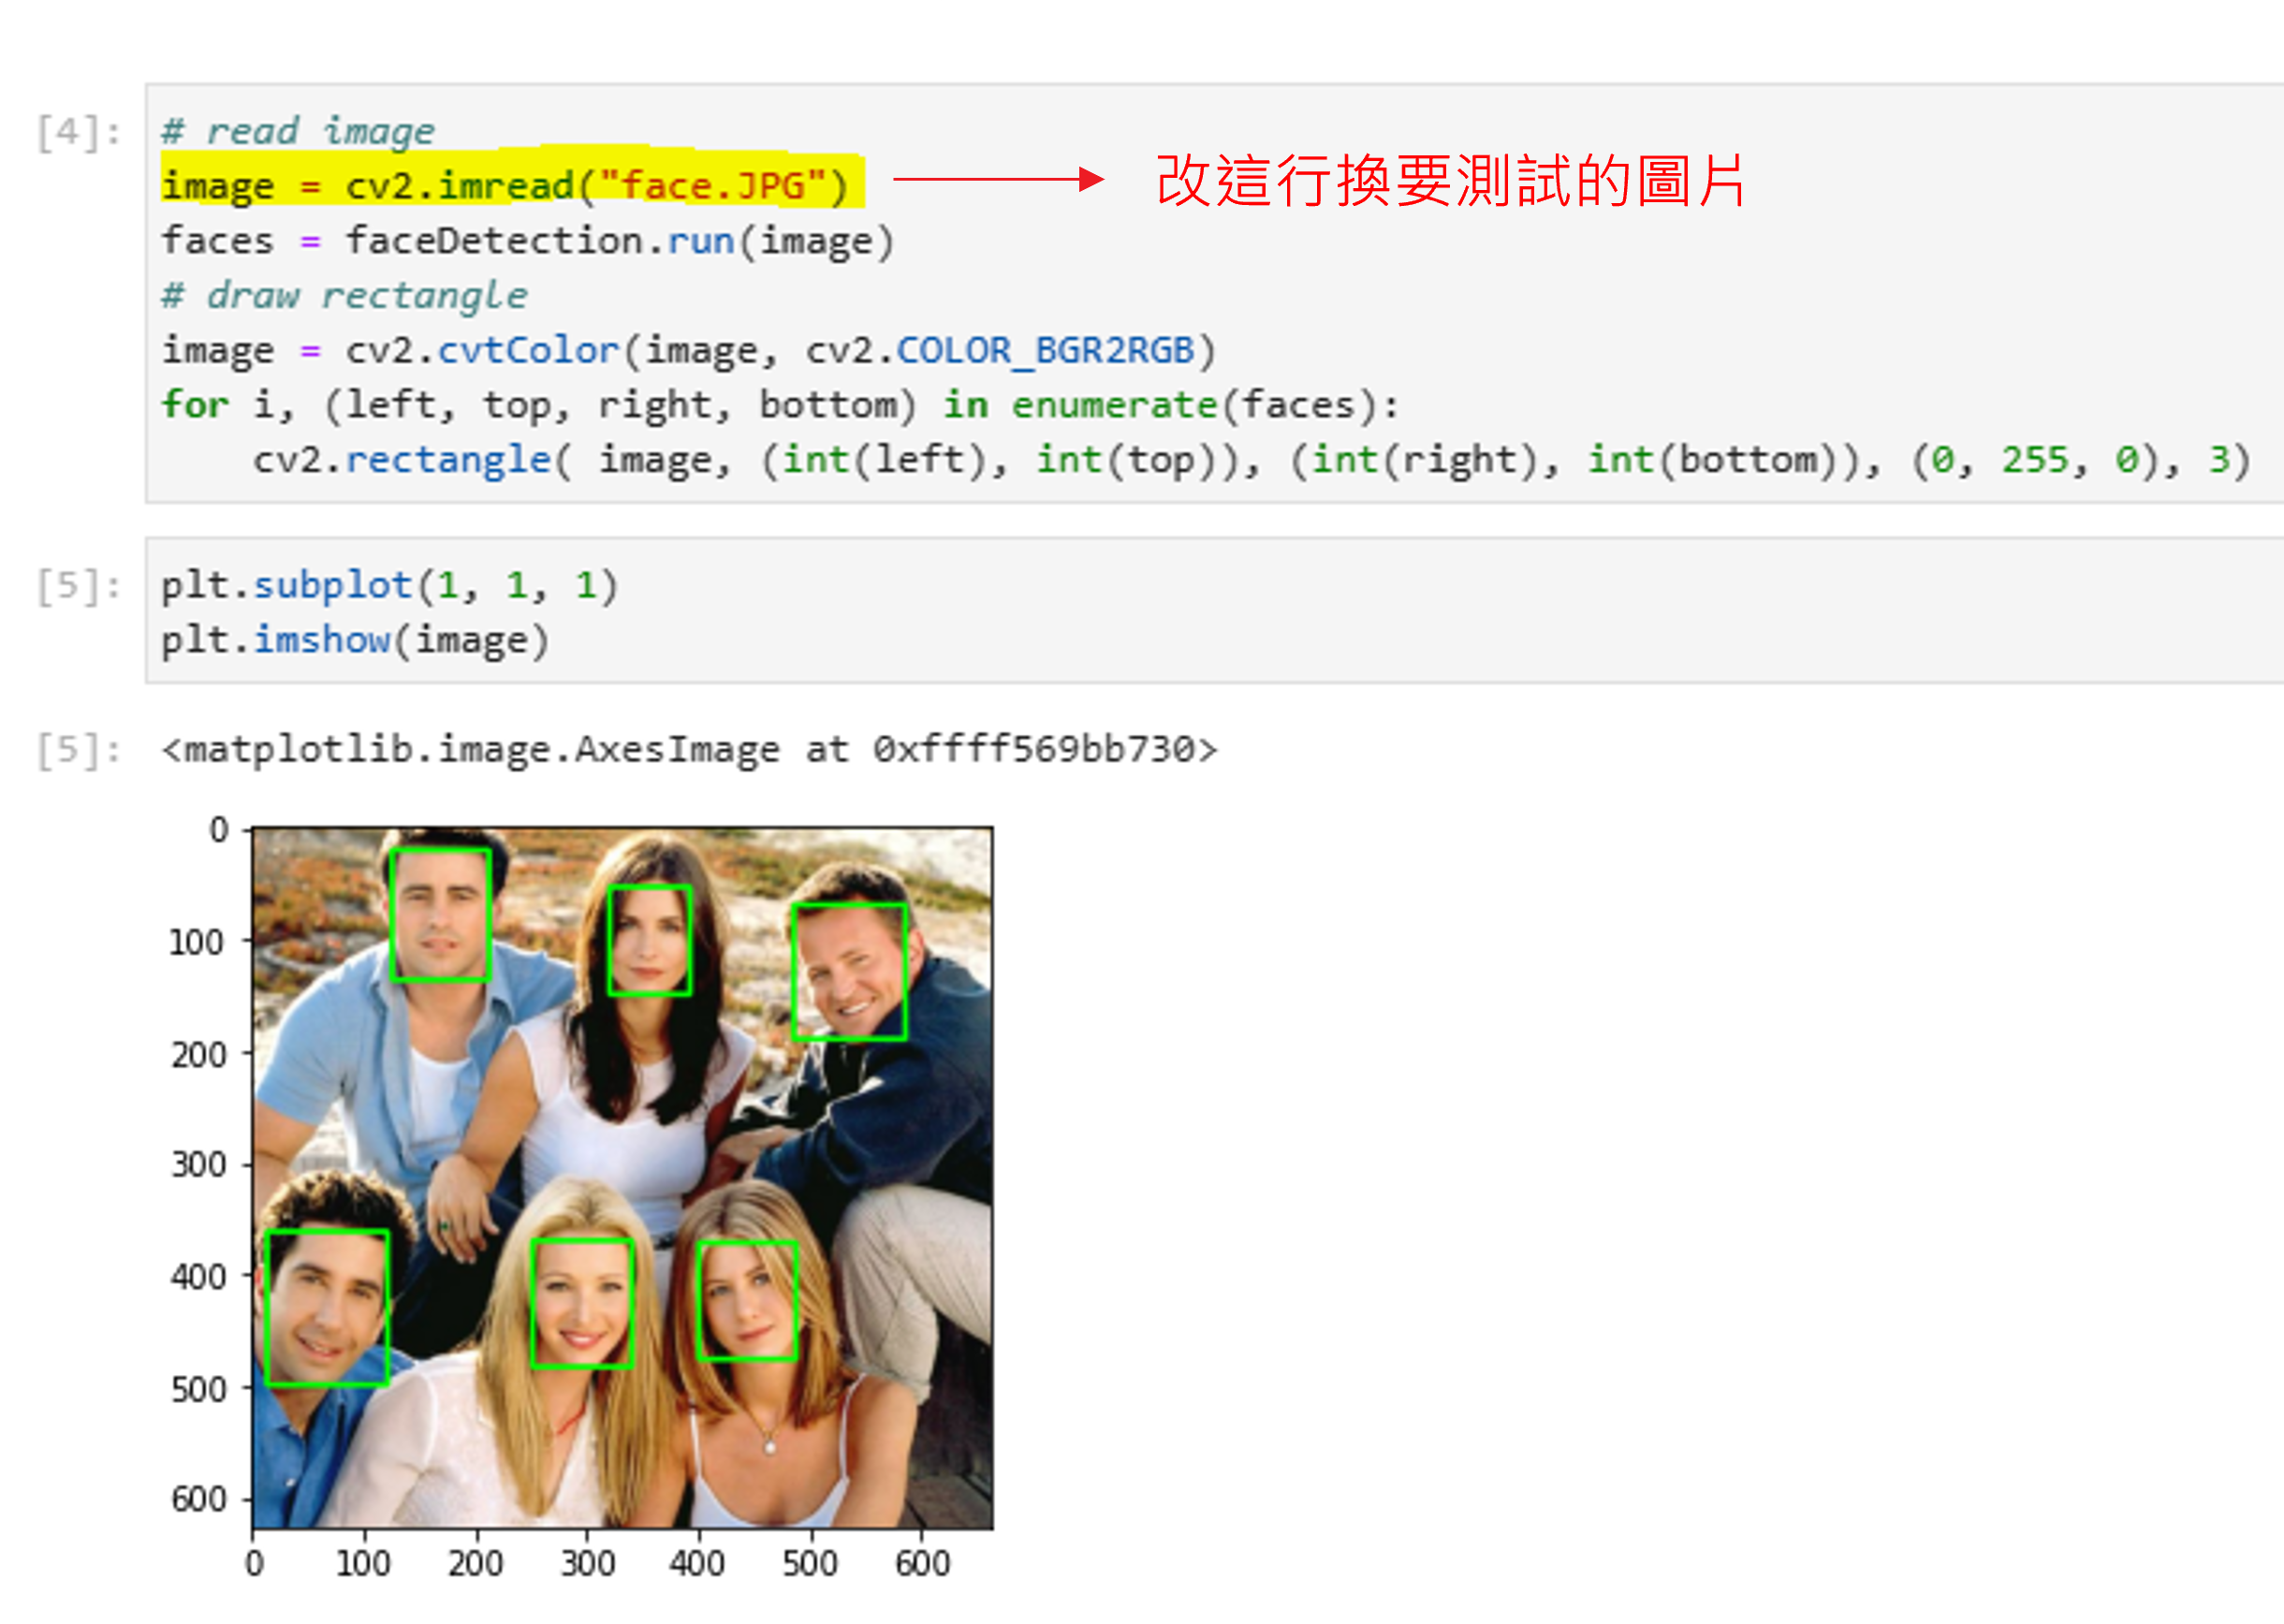 [4]:
# read image
image = cv2.imread("face.JPG")
改這行換要測試的圖片
faces = faceDetection.run(image)
# draw rectangle
image = cv2.cvtColor(image, cv2.COLOR_BGR2RGB)
for i, (left, top, right, bottom) in enumerate(faces):
    cv2.rectangle( image, (int(left), int(top)), (int(right), int(bottom)), (0, 255, 0), 3)
[5]:
plt.subplot(1, 1, 1)
plt.imshow(image)
[5]:
<matplotlib.image.AxesImage at 0xffff569bb730>
0
100
200
300
400
500
600
0 100 200 300 400 500 600